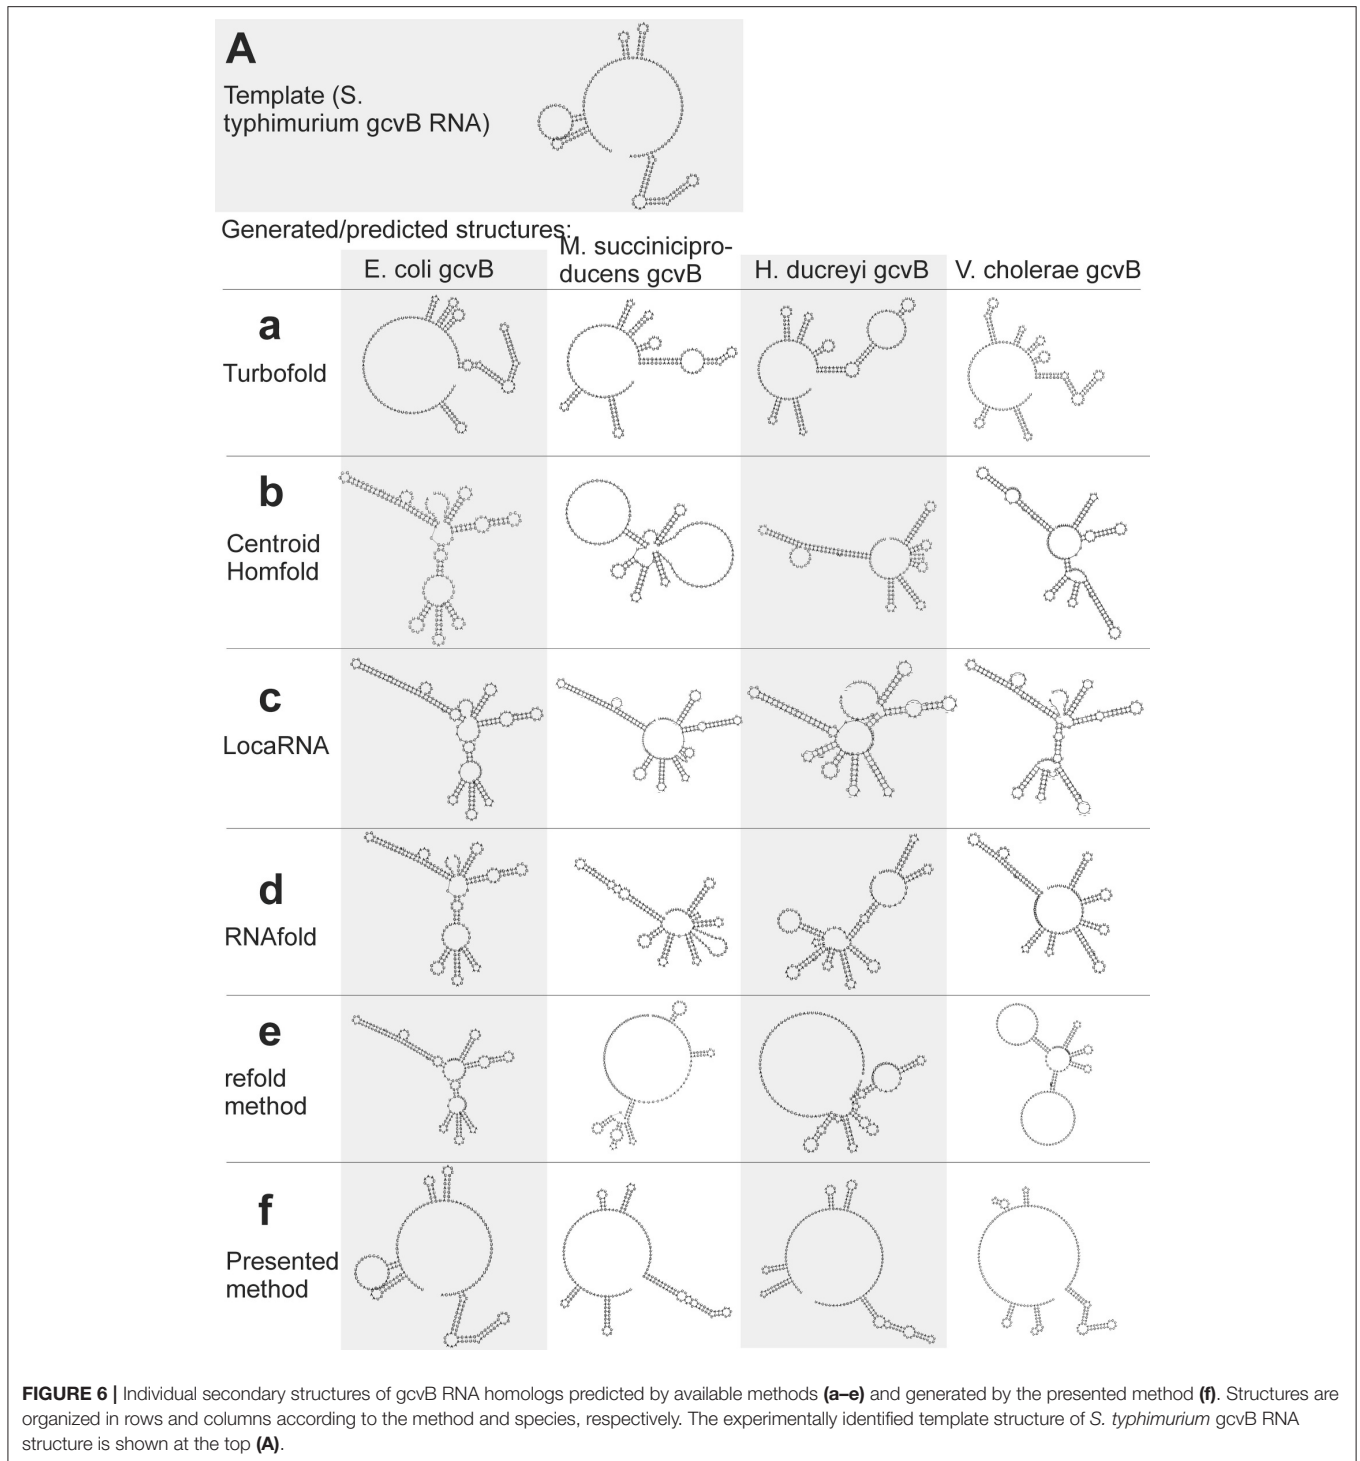 A
Template (S.
typhimurium gcvB RNA)
Generated/predicted structures:
E. coli gcvB
M. succinicipro-
ducens gcvB
H. ducreyi gcvB
V. cholerae gcvB
a
Turbofold
b
Centroid
Homfold
c
LocaRNA
d
RNAfold
e
refold
method
f
Presented
method
FIGURE 6 | Individual secondary structures of gcvB RNA homologs predicted by available methods (a–e) and generated by the presented method (f). Structures are
organized in rows and columns according to the method and species, respectively. The experimentally identified template structure of S. typhimurium gcvB RNA
structure is shown at the top (A).